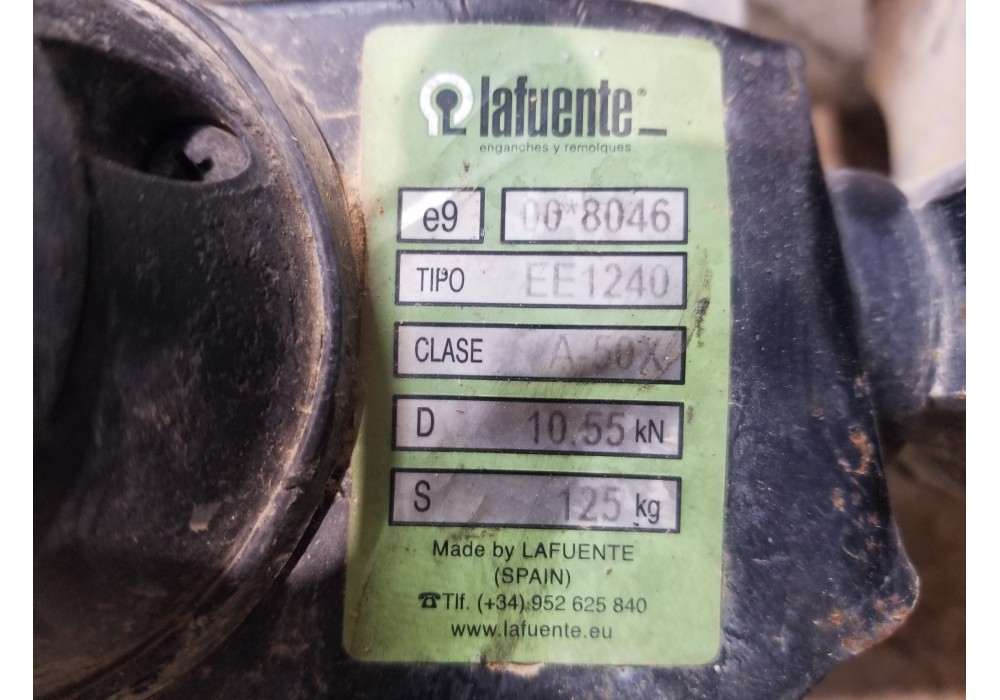 lafuente®
enganches y remolques
e9 00*8046
TIPO EE1240
CLASE A-50X
D 10.55 kN
S 125 kg
Made by LAFUENTE
(SPAIN)
☎Tlf. (+34) 952 625 840
www.lafuente.eu